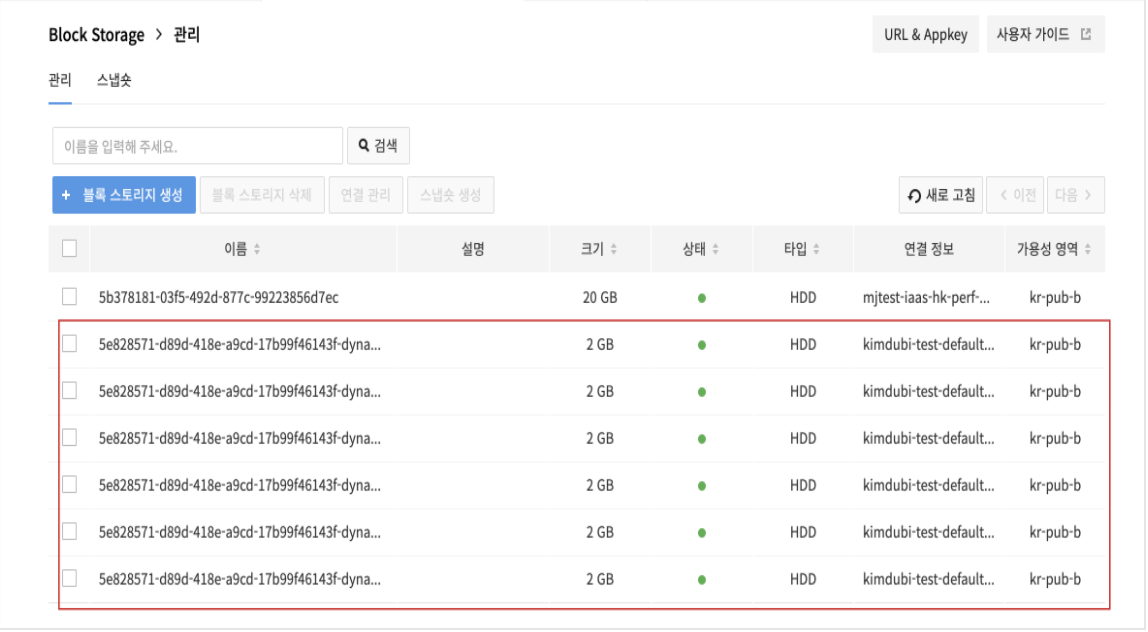 Block Storage > 관리
URL & Appkey
사용자 가이드
관리 스냅숏
이름을 입력해 주세요.
검색
+ 블록 스토리지 생성 블록 스토리지 삭제 연결 관리 스냅숏 생성
새로 고침 < 이전 다음 >
이름 설명 크기 상태 타입 연결 정보 가용성 영역
5b378181-03f5-492d-877c-99223856d7ec 20 GB HDD mjtest-iaas-hk-perf-... kr-pub-b
5e828571-d89d-418e-a9cd-17b99f46143f-dyna... 2 GB HDD kimdubi-test-default... kr-pub-b
5e828571-d89d-418e-a9cd-17b99f46143f-dyna... 2 GB HDD kimdubi-test-default... kr-pub-b
5e828571-d89d-418e-a9cd-17b99f46143f-dyna... 2 GB HDD kimdubi-test-default... kr-pub-b
5e828571-d89d-418e-a9cd-17b99f46143f-dyna... 2 GB HDD kimdubi-test-default... kr-pub-b
5e828571-d89d-418e-a9cd-17b99f46143f-dyna... 2 GB HDD kimdubi-test-default... kr-pub-b
5e828571-d89d-418e-a9cd-17b99f46143f-dyna... 2 GB HDD kimdubi-test-default... kr-pub-b